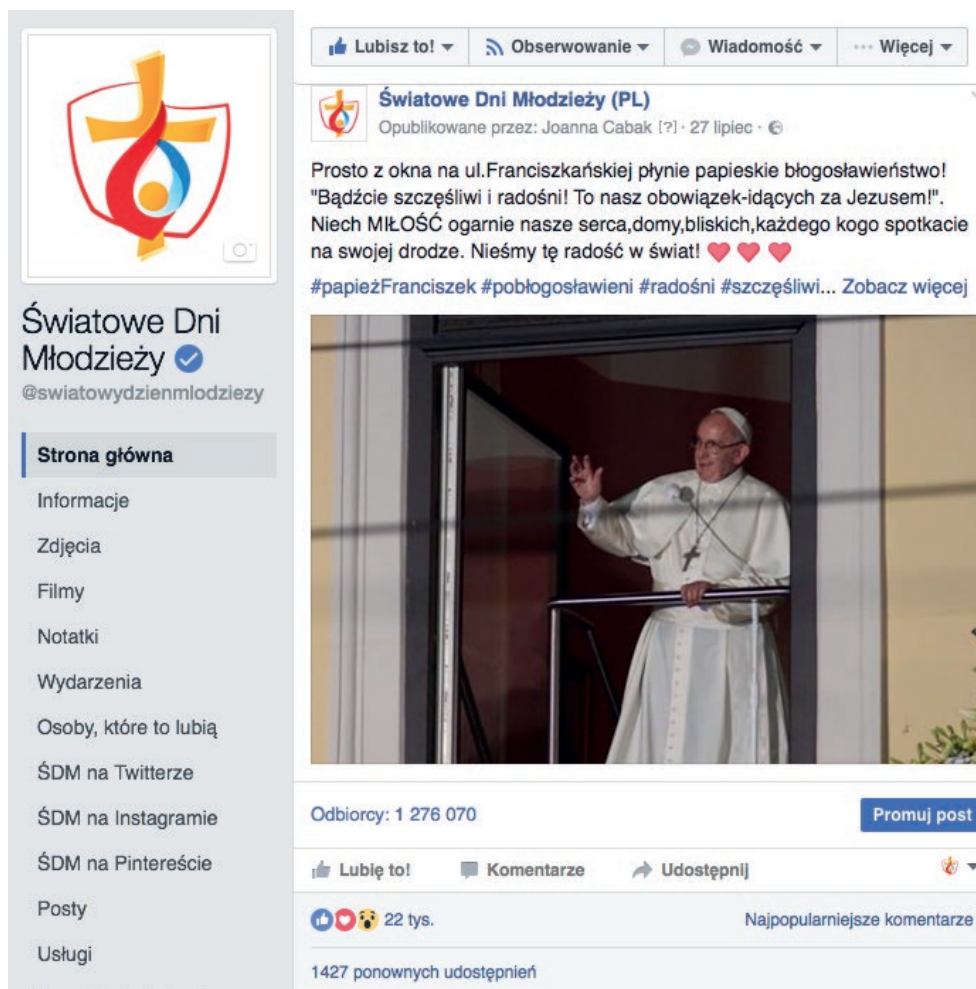 Światowe Dni
Młodzieży
@swiatowydzienmlodziezy
Strona główna
Informacje
Zdjęcia
Filmy
Notatki
Wydarzenia
Osoby, które to lubią
ŚDM na Twitterze
ŚDM na Instagramie
ŚDM na Pintereście
Posty
Usługi
Lubisz to!
Obserwowanie
Wiadomość
Więcej
Światowe Dni Młodzieży (PL)
Opublikowane przez: Joanna Cabak [?] · 27 lipiec ·
Prosto z okna na ul.Franciszkańskiej płynie papieskie błogosławieństwo!
"Bądźcie szczęśliwi i radośni! To nasz obowiązek-idących za Jezusem!".
Niech MIŁOŚĆ ogarnie nasze serca,domy,bliskich,każdego kogo spotkacie
na swojej drodze. Nieśmy tę radość w świat! ❤ ❤ ❤
#papieżFranciszek #pobłogosławieni #radośni #szczęśliwi... Zobacz więcej
Odbiorcy: 1 276 070
Promuj post
Lubię to!
Komentarze
Udostępnij
22 tys.
Najpopularniejsze komentarze
1427 ponownych udostępnień